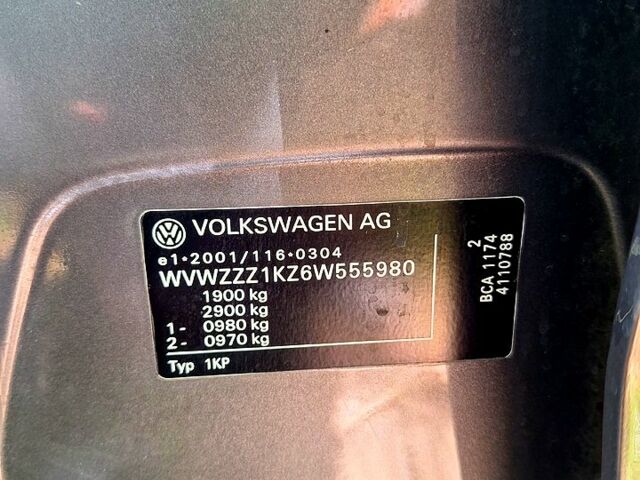 VOLKSWAGEN AG
e1*2001/116*0304
WVWZZZ1KZ6W555980
1900 kg
2900 kg
1- 0980 kg
2- 0970 kg
Typ 1KP
2
BCA 1174
4110788